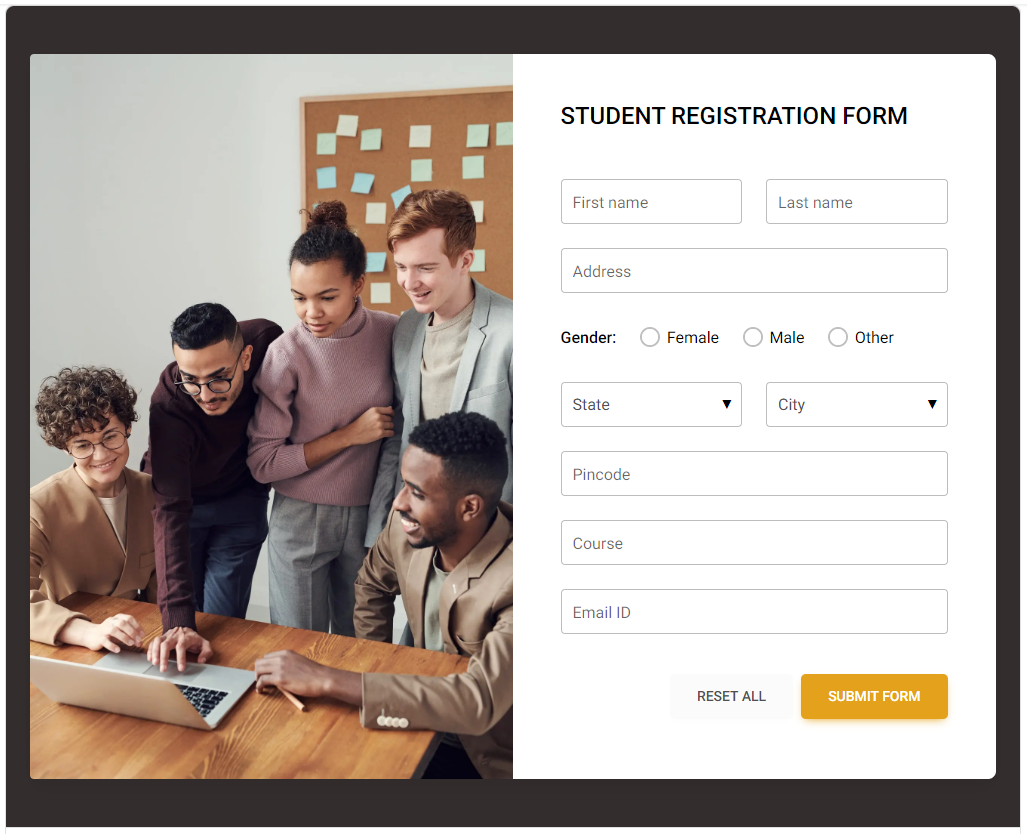 STUDENT REGISTRATION FORM
First name Last name
Address
Gender: Female Male Other
State ▼ City ▼
Pincode
Course
Email ID
RESET ALL SUBMIT FORM